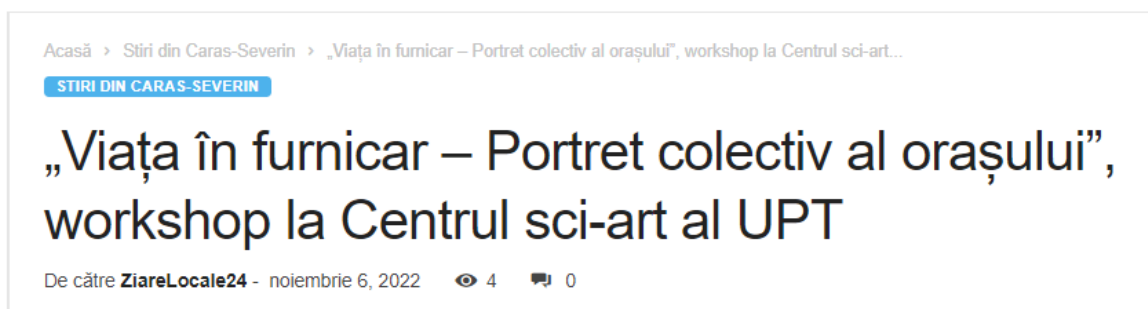 Acasă › Stiri din Caras-Severin › „Viața în furnicar – Portret colectiv al orașului”, workshop la Centrul sci-art...
STIRI DIN CARAS-SEVERIN
„Viața în furnicar – Portret colectiv al orașului”,
workshop la Centrul sci-art al UPT
De către ZiareLocale24 - noiembrie 6, 2022 4 0